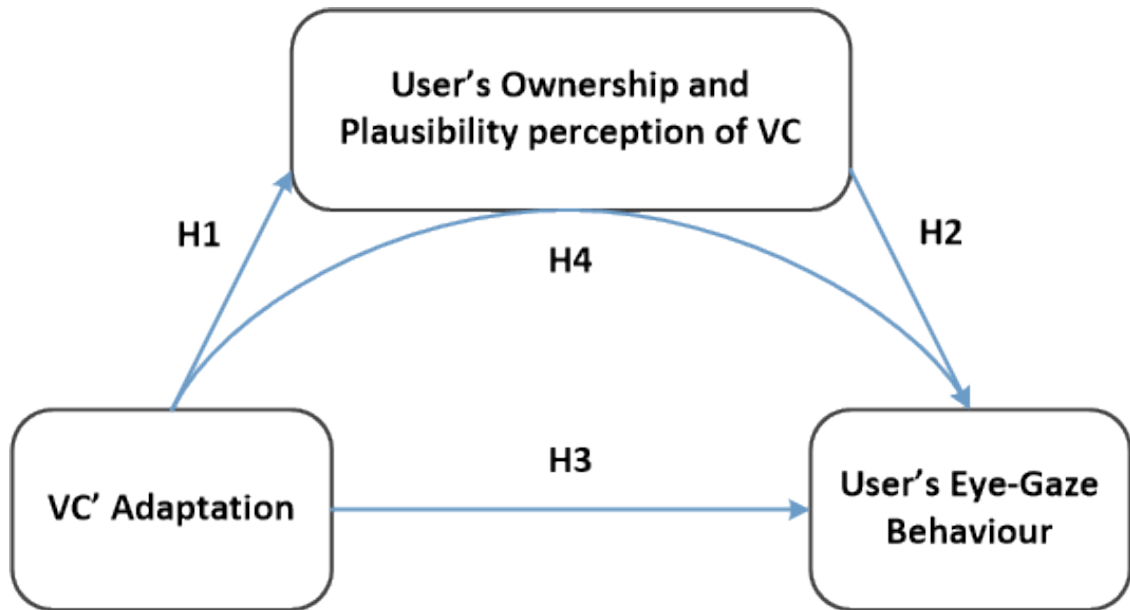 User’s Ownership and
Plausibility perception of VC
H1
H2
H4
H3
VC’ Adaptation
User’s Eye-Gaze
Behaviour